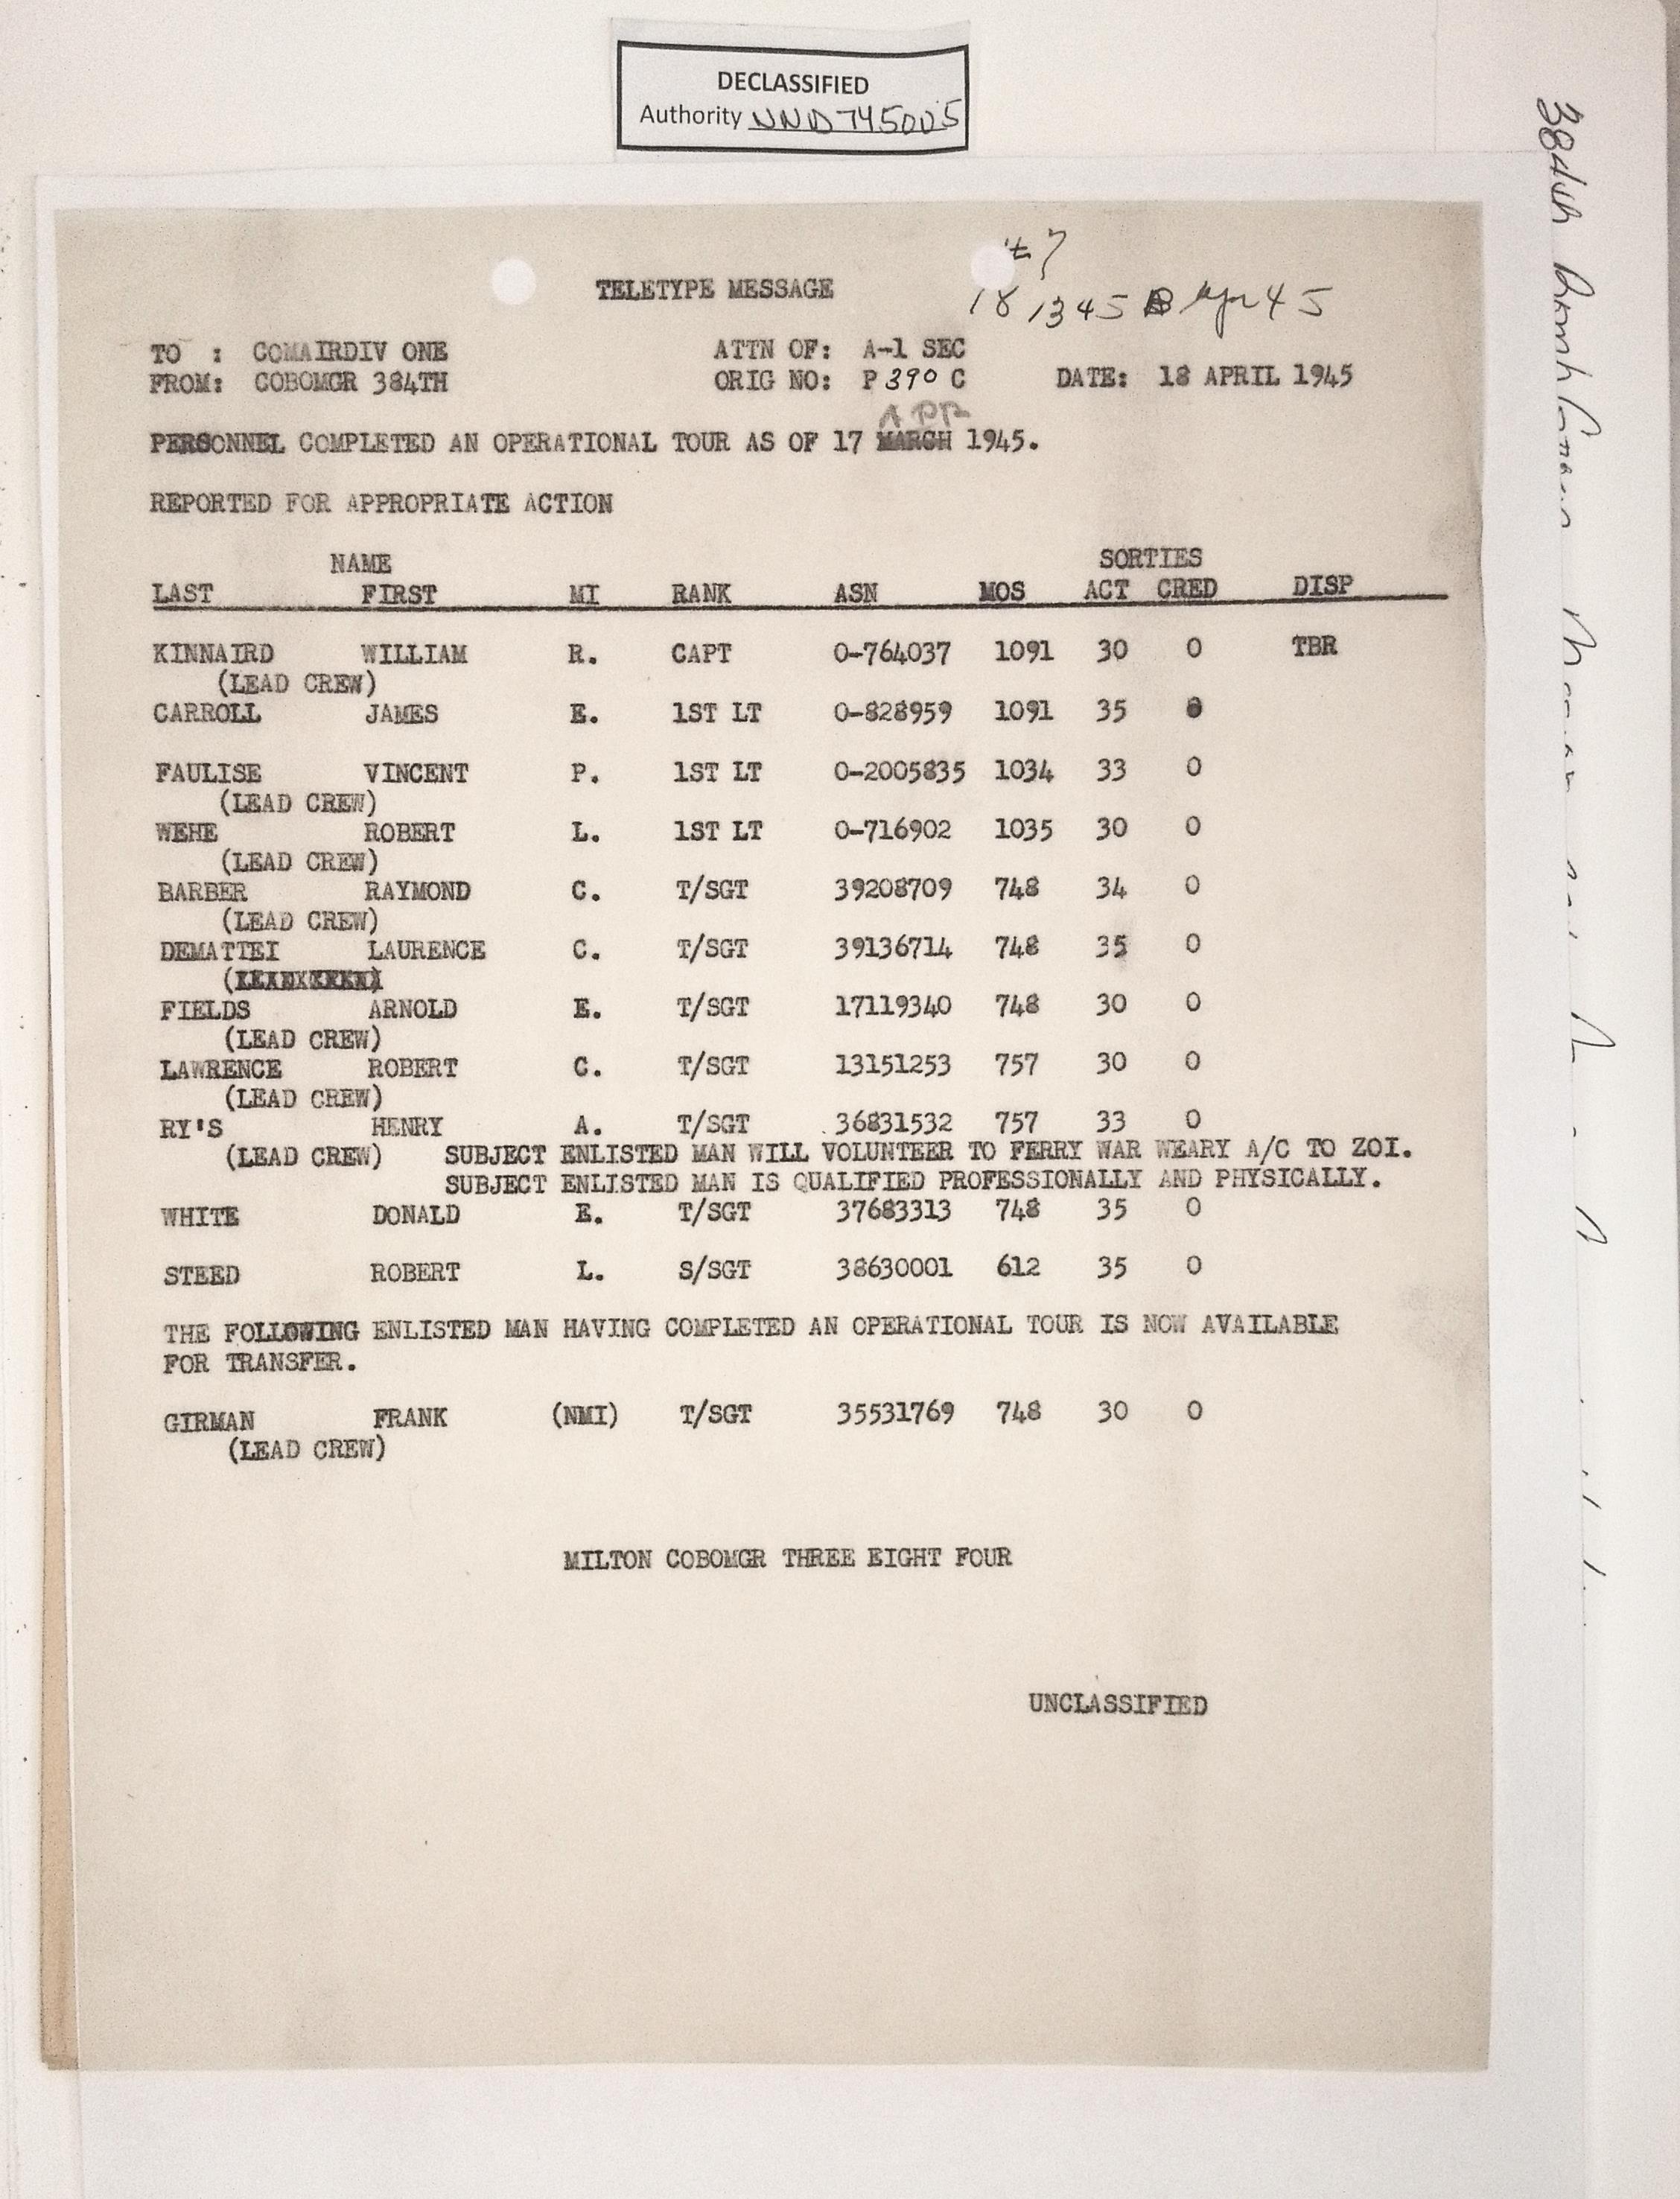 DECLASSIFIED
Authority NND 745005
#7
18 1345 B Apr 45
TELETYPE MESSAGE
TO : COMAIRDIV ONE ATTN OF: A-1 SEC
FROM: COBOMGR 384TH ORIG NO: P 390 C DATE: 18 APRIL 1945
APR
PERSONNEL COMPLETED AN OPERATIONAL TOUR AS OF 17 MARCH 1945.
REPORTED FOR APPROPRIATE ACTION
NAME SORTIES
LAST FIRST MI RANK ASN MOS ACT CRED DISP
KINNAIRD WILLIAM R. CAPT O-764037 1091 30 0 TBR
(LEAD CREW)
CARROLL JAMES E. 1ST LT O-828959 1091 35 0
FAULISE VINCENT P. 1ST LT O-2005835 1034 33 0
(LEAD CREW)
WEHE ROBERT L. 1ST LT O-716902 1035 30 0
(LEAD CREW)
BARBER RAYMOND C. T/SGT 39208709 748 34 0
(LEAD CREW)
DEMATTEI LAURENCE C. T/SGT 39136714 748 35 0
FIELDS ARNOLD E. T/SGT 17119340 748 30 0
(LEAD CREW)
LAWRENCE ROBERT C. T/SGT 13151253 757 30 0
(LEAD CREW)
RY'S HENRY A. T/SGT 36831532 757 33 0
(LEAD CREW) SUBJECT ENLISTED MAN WILL VOLUNTEER TO FERRY WAR WEARY A/C TO ZOI.
SUBJECT ENLISTED MAN IS QUALIFIED PROFESSIONALLY AND PHYSICALLY.
WHITE DONALD E. T/SGT 37683313 748 35 0
STEED ROBERT L. S/SGT 38630001 612 35 0
THE FOLLOWING ENLISTED MAN HAVING COMPLETED AN OPERATIONAL TOUR IS NOW AVAILABLE
FOR TRANSFER.
GIRMAN FRANK (NMI) T/SGT 35531769 748 30 0
(LEAD CREW)
MILTON COBOMGR THREE EIGHT FOUR
UNCLASSIFIED
384th Bomb Group